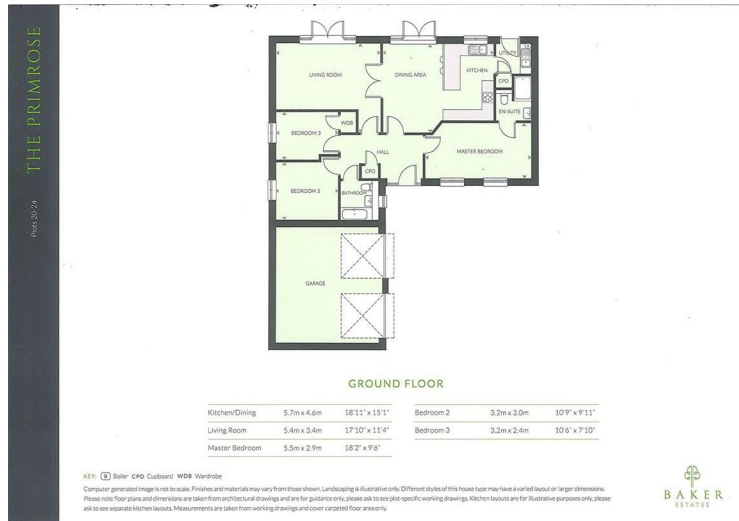 THE PRIMROSE
Plots 20-24
LIVING ROOM
DINING AREA
KITCHEN
UTILITY
CPD
EN-SUITE
WDB
BEDROOM 3
HALL
MASTER BEDROOM
CPD
BEDROOM 2
BATHROOM
GARAGE
GROUND FLOOR
Kitchen/Dining 5.7m x 4.6m 18'11" x 15'1"
Living Room 5.4m x 3.4m 17'10" x 11'4"
Master Bedroom 5.5m x 2.9m 18'2" x 9'6"
Bedroom 2 3.2m x 3.0m 10'9" x 9'11"
Bedroom 3 3.2m x 2.4m 10'6" x 7'10"
KEY: B Boiler CPD Cupboard WDB Wardrobe
Computer generated image is not to scale. Finishes and materials may vary from those shown. Landscaping is illustrative only. Different styles of this house type may have a varied layout or larger dimensions.
Please note floor plans and dimensions are taken from architectural drawings and are for guidance only, please ask to see plot-specific working drawings. Kitchen layouts are for illustrative purposes only, please
ask to see separate kitchen layouts. Measurements are taken from working drawings and cover carpeted floor area only.
BAKER
ESTATES